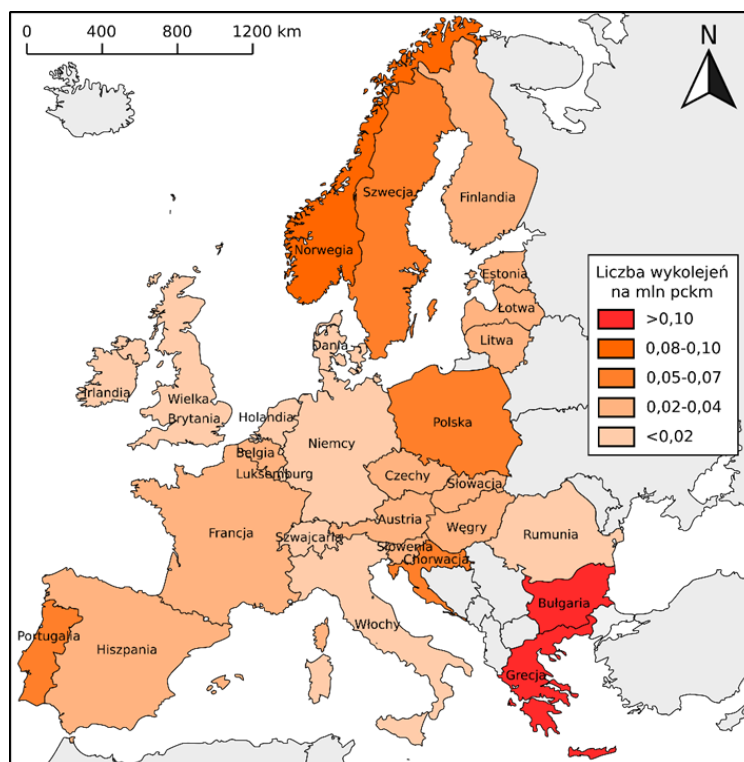 0 400 800 1200 km
N
Szwecja
Finlandia
Norwegia
Liczba wykolejeń
na mln pckm
>0,10
0,08-0,10
0,05-0,07
0,02-0,04
<0,02
Estonia
Łotwa
Litwa
Dania
Irlandia
Wielka
Brytania
Holandia
Polska
Niemcy
Belgia
Luksemburg
Czechy
Słowacja
Francja
Austria
Węgry
Rumunia
Szwajcaria
Słowenia
Chorwacja
Bułgaria
Włochy
Portugalia
Hiszpania
Grecja